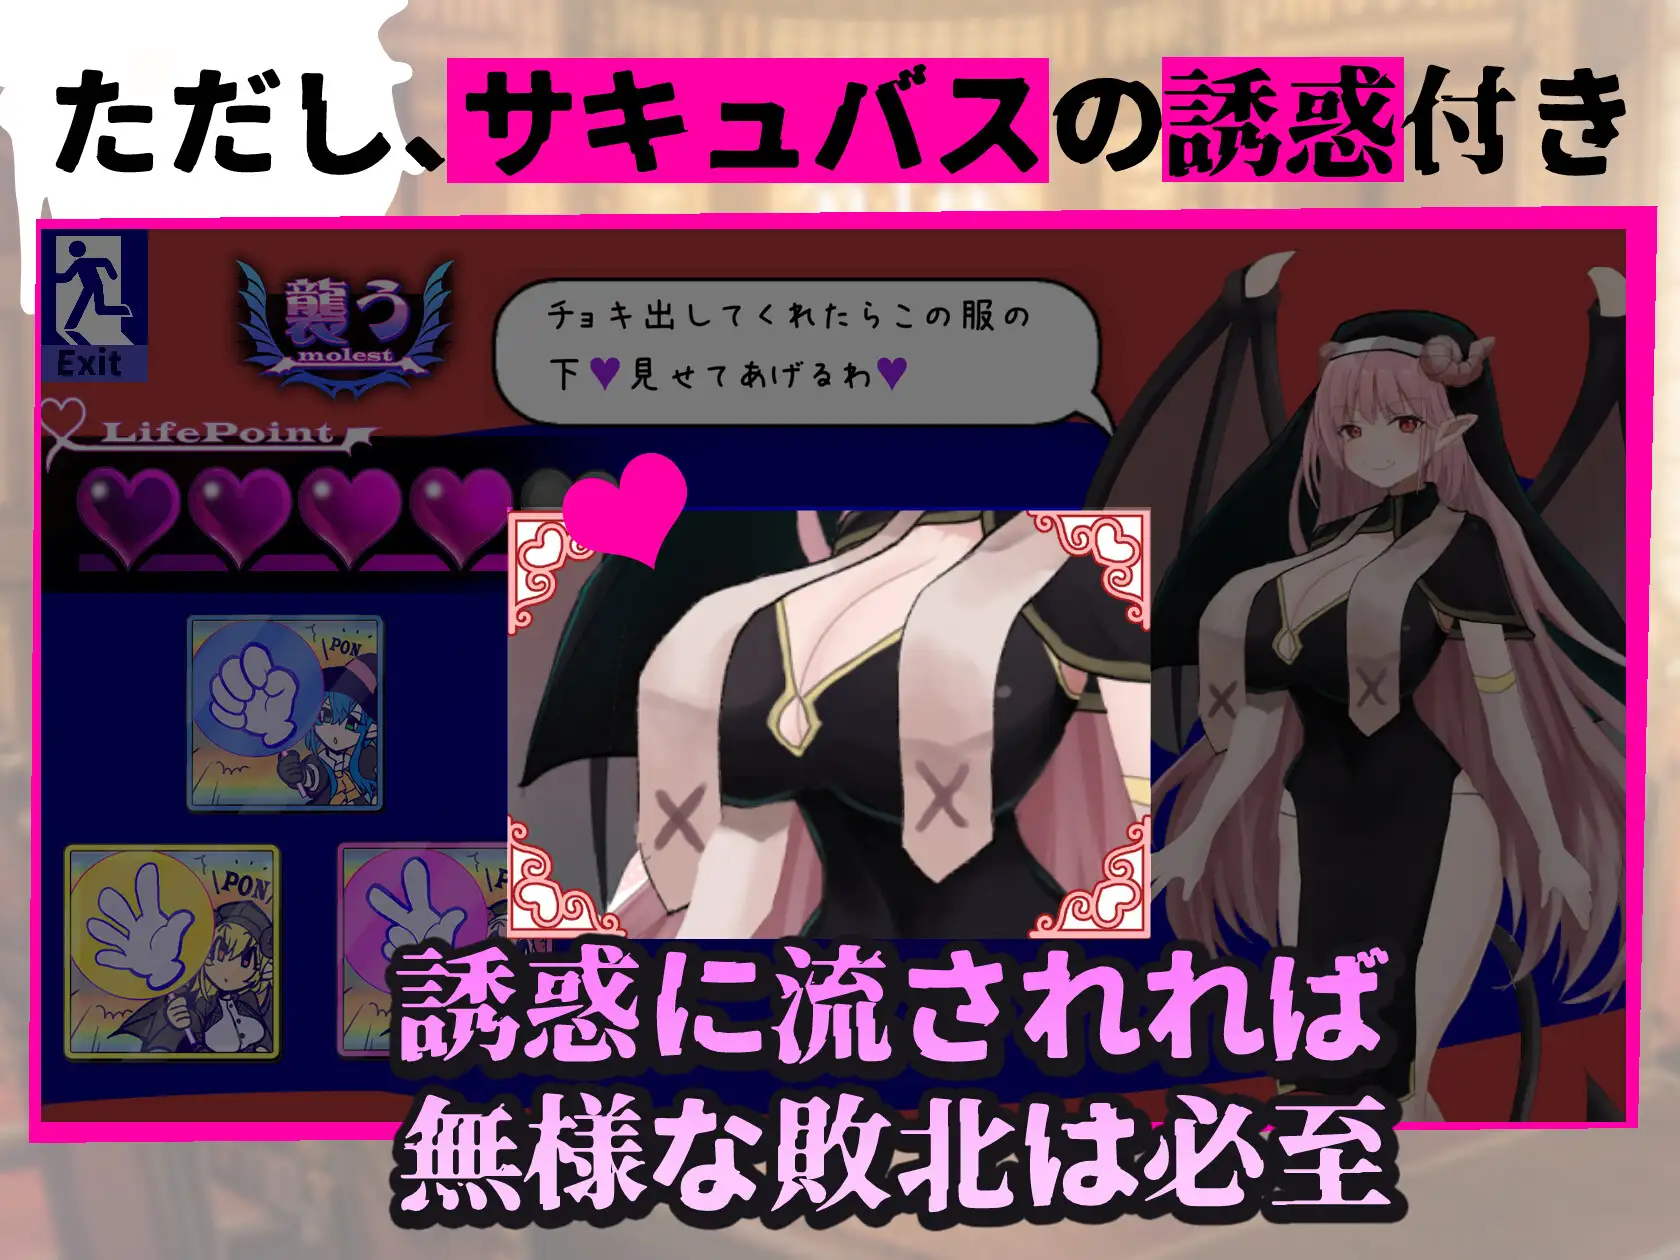 ただし、サキュバスの誘惑付き
Exit
襲う
molest
チョキ出してくれたらこの服の
下♥見せてあげるわ♥
LifePoint
PON
PON
P
誘惑に流されれば
無様な敗北は必至